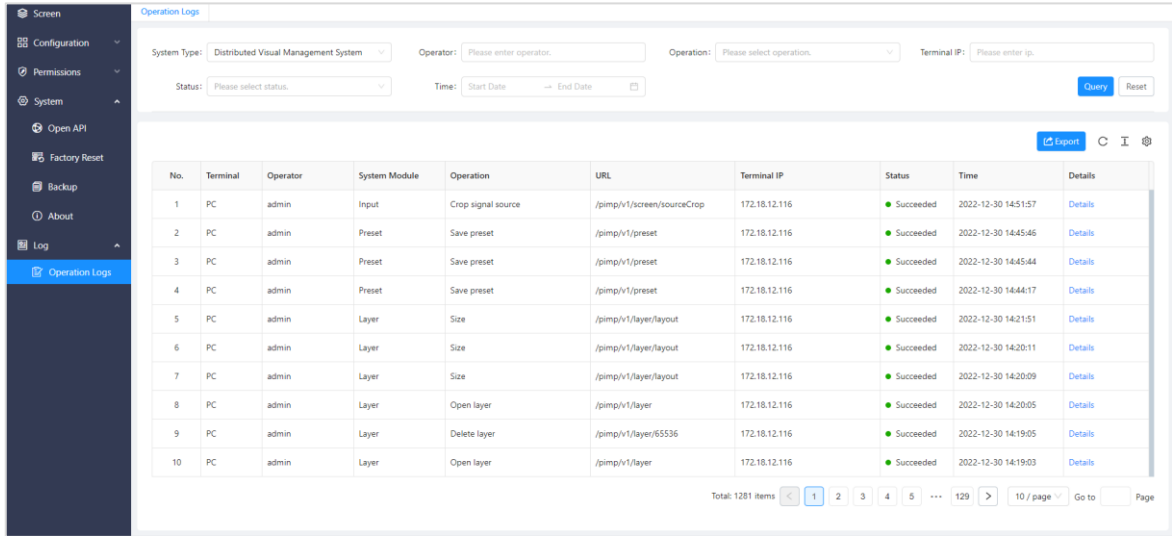 Screen
Configuration
Permissions
System
Open API
Factory Reset
Backup
About
Log
Operation Logs
Operation Logs
System Type: Distributed Visual Management System Operator: Please enter operator. Operation: Please select operation. Terminal IP: Please enter ip.
Status: Please select status. Time: Start Date → End Date Query Reset
Export
No. Terminal Operator System Module Operation URL Terminal IP Status Time Details
1 PC admin Input Crop signal source /pimp/v1/screen/sourceCrop 172.18.12.116 Succeeded 2022-12-30 14:51:57 Details
2 PC admin Preset Save preset /pimp/v1/preset 172.18.12.116 Succeeded 2022-12-30 14:45:46 Details
3 PC admin Preset Save preset /pimp/v1/preset 172.18.12.116 Succeeded 2022-12-30 14:45:44 Details
4 PC admin Preset Save preset /pimp/v1/preset 172.18.12.116 Succeeded 2022-12-30 14:44:17 Details
5 PC admin Layer Size /pimp/v1/layer/layout 172.18.12.116 Succeeded 2022-12-30 14:21:51 Details
6 PC admin Layer Size /pimp/v1/layer/layout 172.18.12.116 Succeeded 2022-12-30 14:20:11 Details
7 PC admin Layer Size /pimp/v1/layer/layout 172.18.12.116 Succeeded 2022-12-30 14:20:09 Details
8 PC admin Layer Open layer /pimp/v1/layer 172.18.12.116 Succeeded 2022-12-30 14:20:05 Details
9 PC admin Layer Delete layer /pimp/v1/layer/65536 172.18.12.116 Succeeded 2022-12-30 14:19:05 Details
10 PC admin Layer Open layer /pimp/v1/layer 172.18.12.116 Succeeded 2022-12-30 14:19:03 Details
Total: 1281 items < 1 2 3 4 5 ••• 129 > 10 / page Go to Page